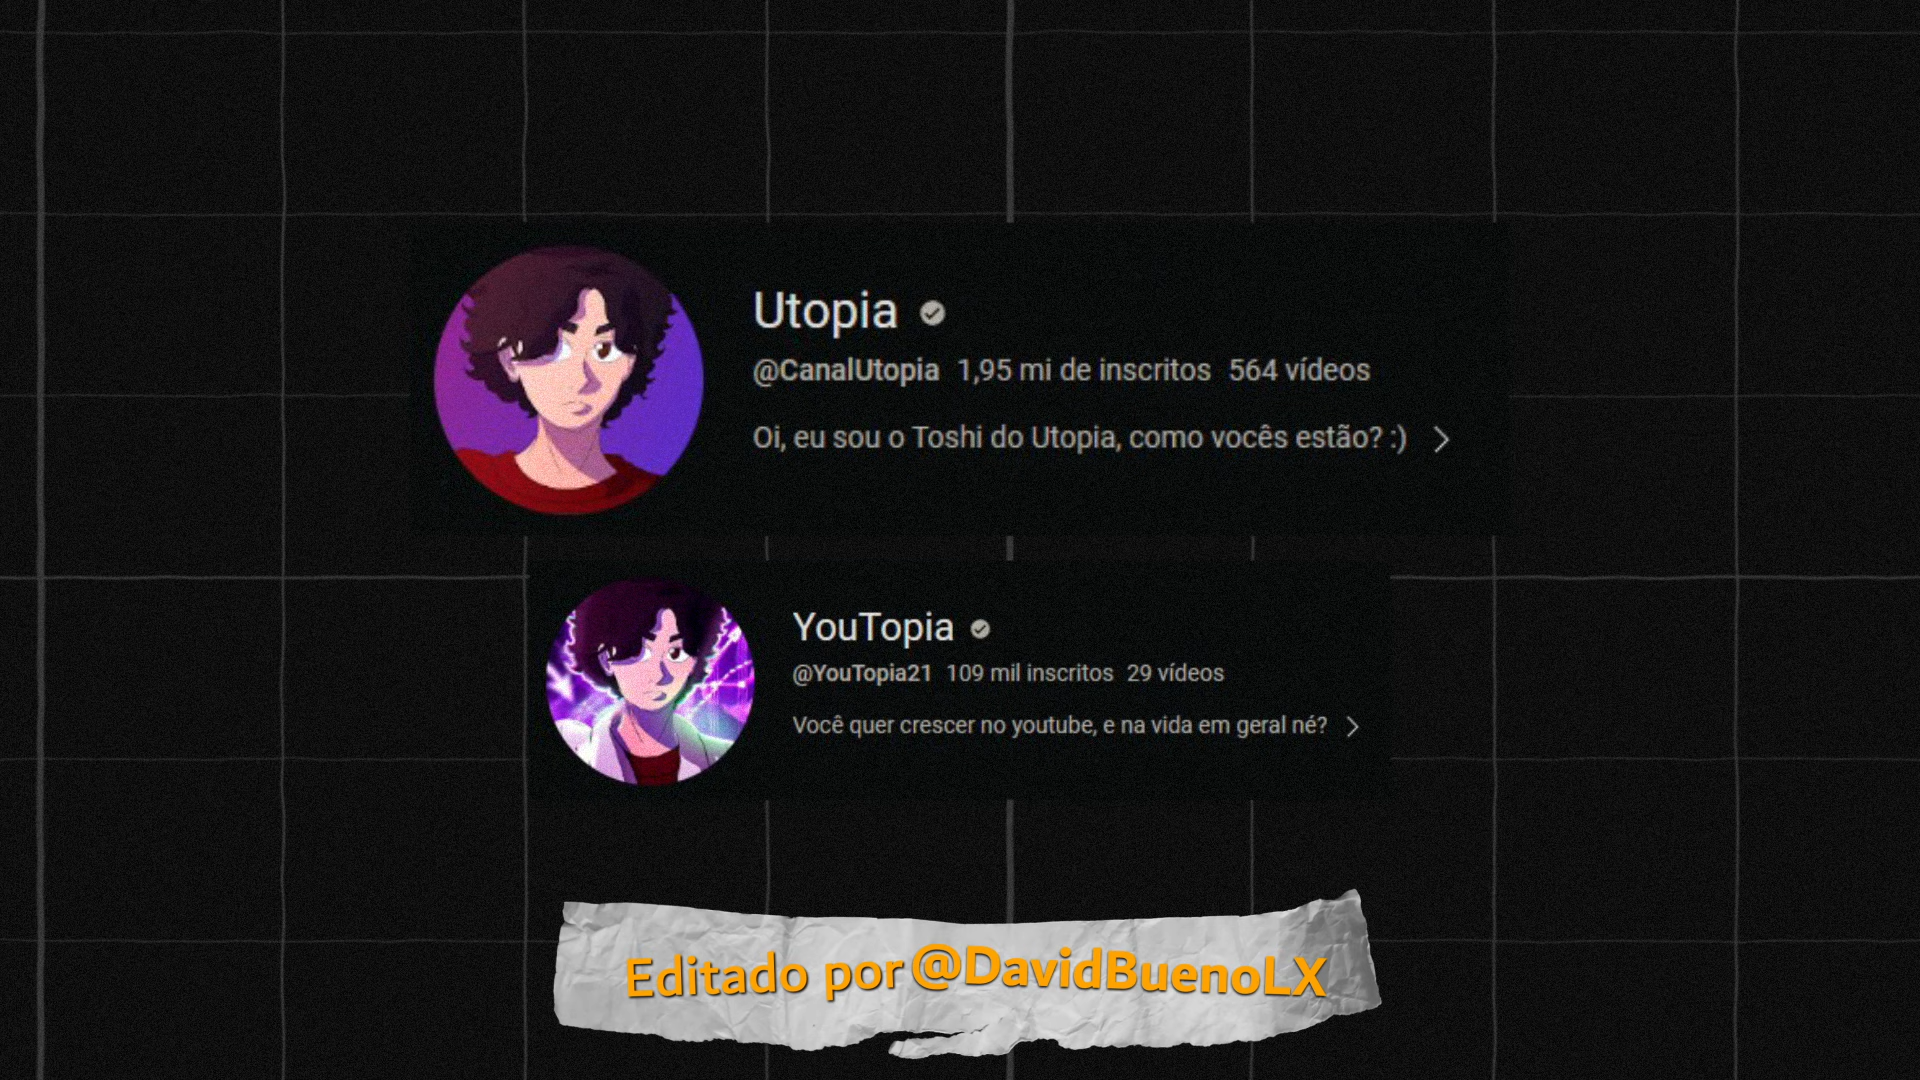 Utopia
@CanalUtopia 1,95 mi de inscritos 564 vídeos
Oi, eu sou o Toshi do Utopia, como vocês estão? :)
YouTopia
@YouTopia21 109 mil inscritos 29 vídeos
Você quer crescer no youtube, e na vida em geral né?
Editado por @DavidBuenoLX